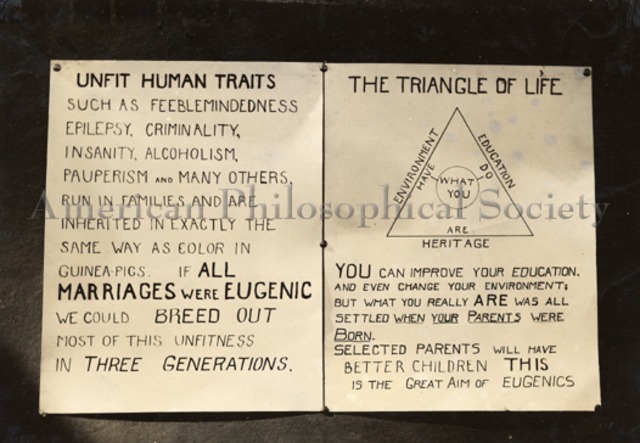 UNFIT HUMAN TRAITS
SUCH AS FEEBLEMINDEDNESS
EPILEPSY, CRIMINALITY,
INSANITY, ALCOHOLISM,
PAUPERISM AND MANY OTHERS,
RUN IN FAMILIES AND ARE
INHERITED IN EXACTLY THE
SAME WAY AS COLOR IN
GUINEA-PIGS. IF ALL
MARRIAGES WERE EUGENIC
WE COULD BREED OUT
MOST OF THIS UNFITNESS
IN THREE GENERATIONS.
THE TRIANGLE OF LIFE
ENVIRONMENT
HAVE
EDUCATION
DO
WHAT
YOU
ARE
HERITAGE
YOU CAN IMPROVE YOUR EDUCATION.
AND EVEN CHANGE YOUR ENVIRONMENT;
BUT WHAT YOU REALLY ARE WAS ALL
SETTLED WHEN YOUR PARENTS WERE
BORN.
SELECTED PARENTS WILL HAVE
BETTER CHILDREN THIS
IS THE GREAT AIM OF EUGENICS
American Philosophical Society